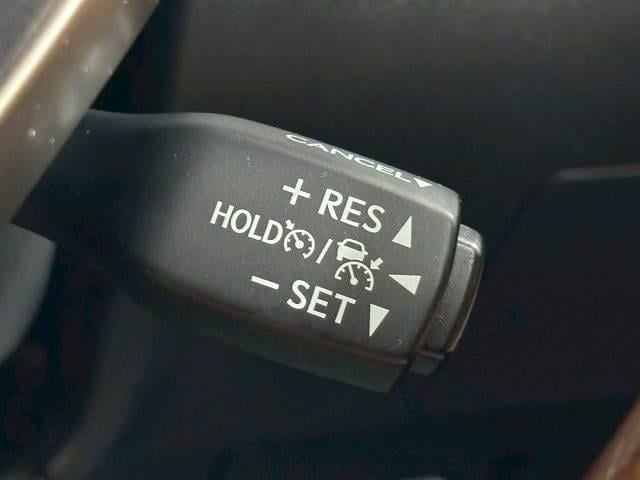 CANCEL
+ RES
HOLD /
- SET